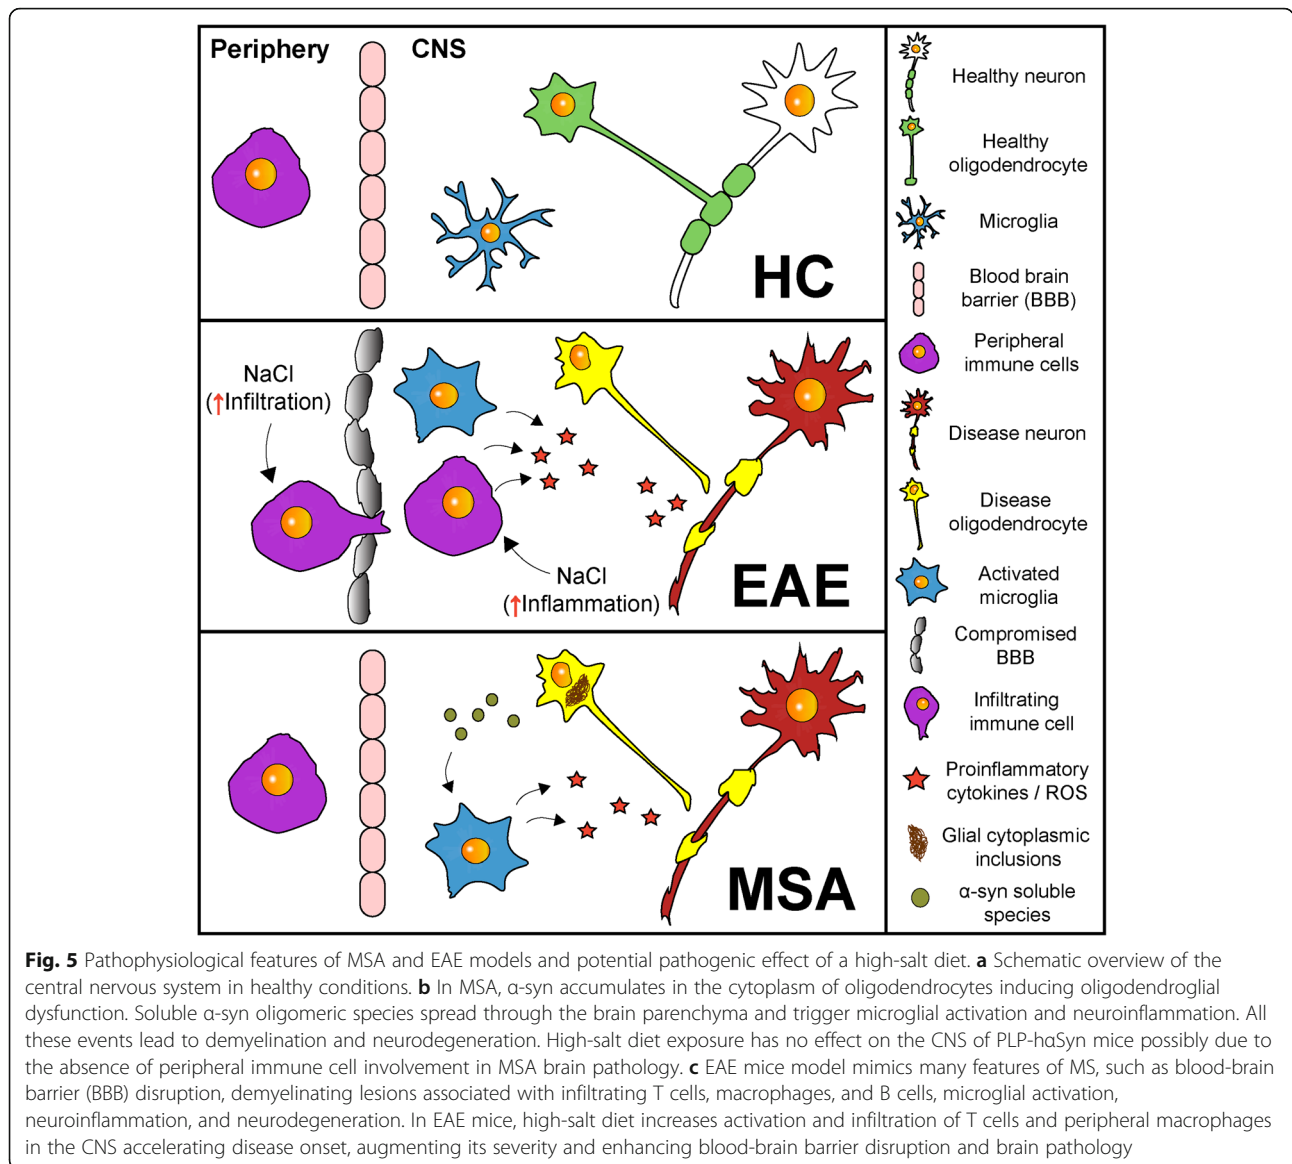 Periphery
CNS
HC
NaCl
(↑Infiltration)
NaCl
(↑Inflammation)
EAE
MSA
Healthy neuron
Healthy
oligodendrocyte
Microglia
Blood brain
barrier (BBB)
Peripheral
immune cells
Disease neuron
Disease
oligodendrocyte
Activated
microglia
Compromised
BBB
Infiltrating
immune cell
Proinflammatory
cytokines / ROS
Glial cytoplasmic
inclusions
α-syn soluble
species
Fig. 5 Pathophysiological features of MSA and EAE models and potential pathogenic effect of a high-salt diet. a Schematic overview of the
central nervous system in healthy conditions. b In MSA, α-syn accumulates in the cytoplasm of oligodendrocytes inducing oligodendroglial
dysfunction. Soluble α-syn oligomeric species spread through the brain parenchyma and trigger microglial activation and neuroinflammation. All
these events lead to demyelination and neurodegeneration. High-salt diet exposure has no effect on the CNS of PLP-hαSyn mice possibly due to
the absence of peripheral immune cell involvement in MSA brain pathology. c EAE mice model mimics many features of MS, such as blood-brain
barrier (BBB) disruption, demyelinating lesions associated with infiltrating T cells, macrophages, and B cells, microglial activation,
neuroinflammation, and neurodegeneration. In EAE mice, high-salt diet increases activation and infiltration of T cells and peripheral macrophages
in the CNS accelerating disease onset, augmenting its severity and enhancing blood-brain barrier disruption and brain pathology